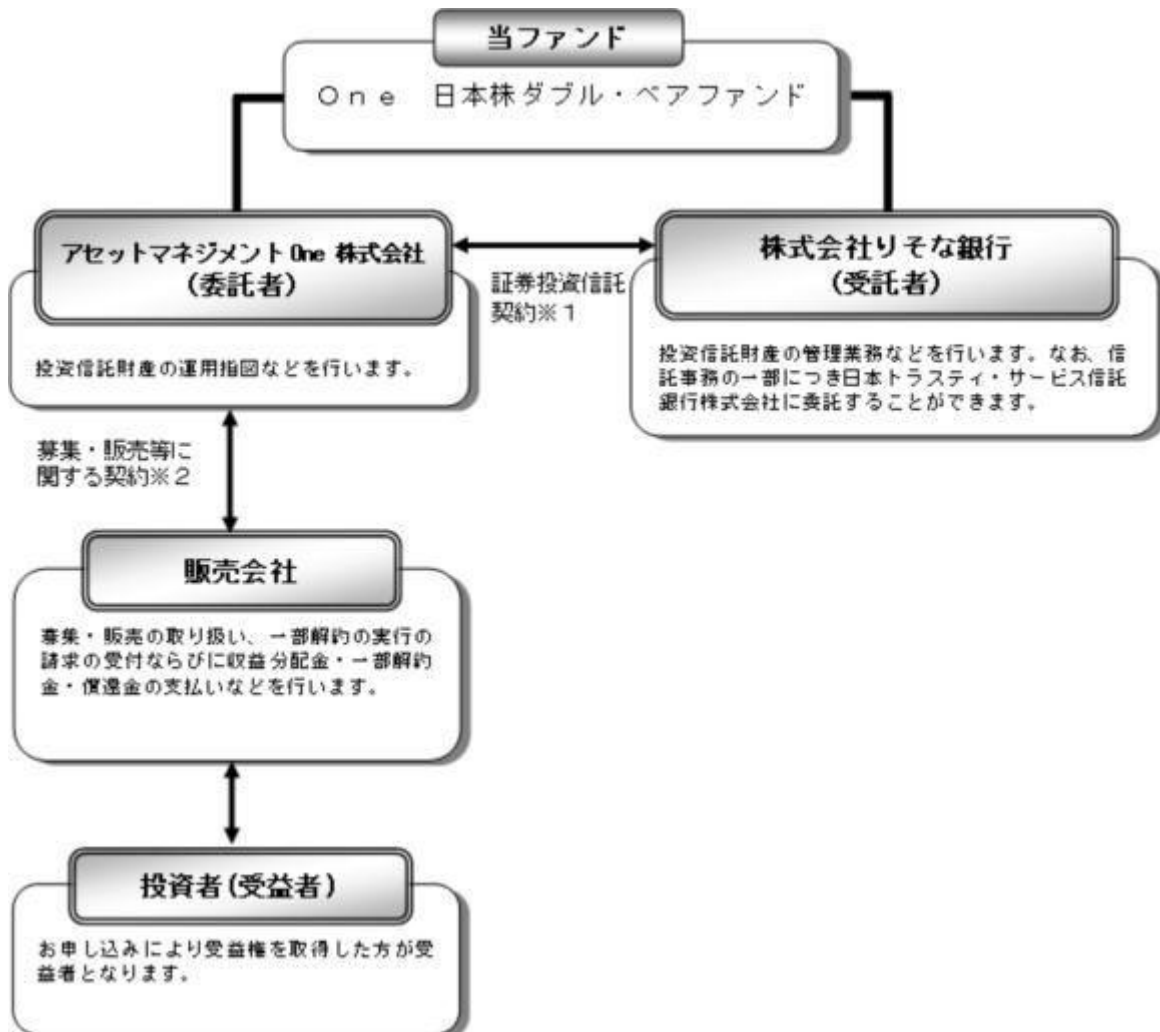 当ファンド
One 日本株ダブル・ベアファンド
アセットマネジメントOne 株式会社
(委託者)
投資信託財産の運用指図などを行います。
証券投資信託
契約※1
株式会社りそな銀行
(受託者)
投資信託財産の管理業務などを行います。なお、信
託事務の一部につき日本トラスティ・サービス信託
銀行株式会社に委託することができます。
募集・販売等に
関する契約※2
販売会社
募集・販売の取り扱い、一部解約の実行の
請求の受付ならびに収益分配金・一部解約
金・償還金の支払いなどを行います。
投資者(受益者)
お申し込みにより受益権を取得した方が受
益者となります。